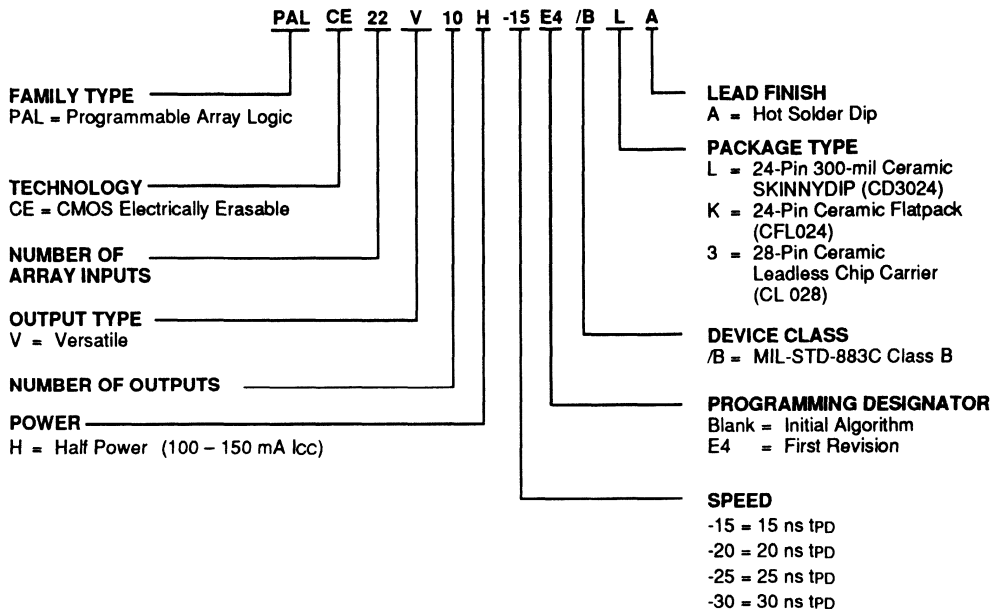 PAL CE 22 V 10 H -15 E4 /B L A
FAMILY TYPE
PAL = Programmable Array Logic
TECHNOLOGY
CE = CMOS Electrically Erasable
NUMBER OF
ARRAY INPUTS
OUTPUT TYPE
V = Versatile
NUMBER OF OUTPUTS
POWER
H = Half Power (100 – 150 mA Icc)
LEAD FINISH
A = Hot Solder Dip
PACKAGE TYPE
L = 24-Pin 300-mil Ceramic
SKINNYDIP (CD3024)
K = 24-Pin Ceramic Flatpack
(CFL024)
3 = 28-Pin Ceramic
Leadless Chip Carrier
(CL 028)
DEVICE CLASS
/B = MIL-STD-883C Class B
PROGRAMMING DESIGNATOR
Blank = Initial Algorithm
E4 = First Revision
SPEED
-15 = 15 ns tPD
-20 = 20 ns tPD
-25 = 25 ns tPD
-30 = 30 ns tPD